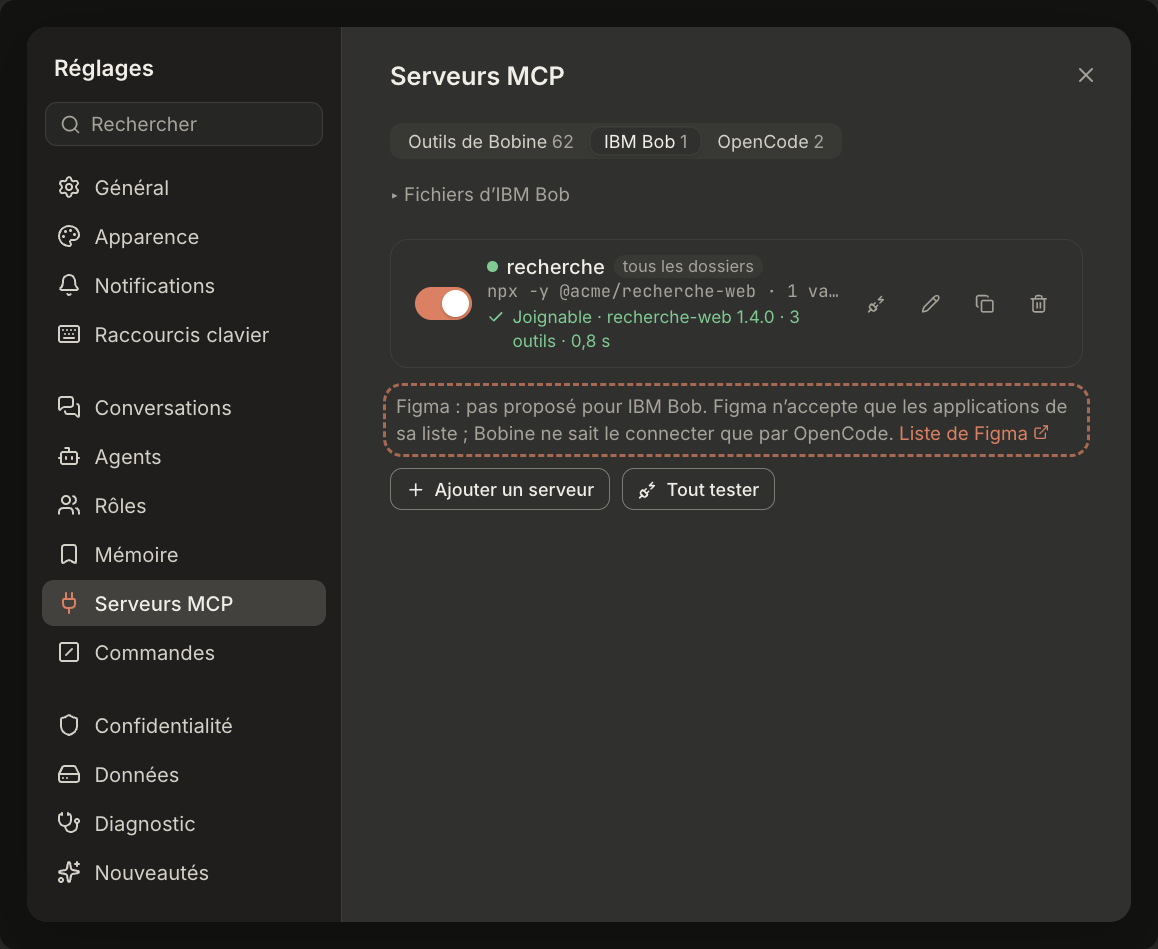 Réglages
Rechercher
Général
Apparence
Notifications
Raccourcis clavier
Conversations
Agents
Rôles
Mémoire
Serveurs MCP
Commandes
Confidentialité
Données
Diagnostic
Nouveautés
Serveurs MCP
Outils de Bobine 62 IBM Bob 1 OpenCode 2
Fichiers d’IBM Bob
recherche tous les dossiers
npx -y @acme/recherche-web · 1 va…
Joignable · recherche-web 1.4.0 · 3
outils · 0,8 s
Figma : pas proposé pour IBM Bob. Figma n’accepte que les applications de
sa liste ; Bobine ne sait le connecter que par OpenCode. Liste de Figma
Ajouter un serveur Tout tester